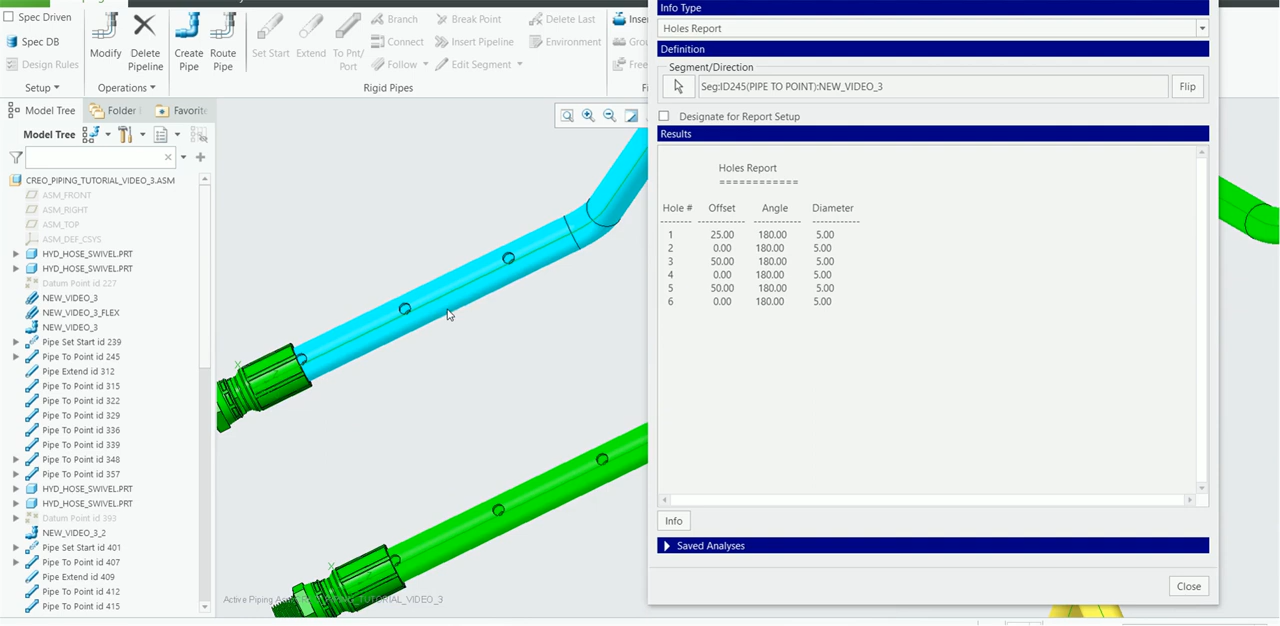 Spec Driven
Spec DB
Design Rules
Setup
Modify
Delete Pipeline
Operations
Create Pipe
Route Pipe
Set Start
Extend
To Pnt/ Port
Branch
Connect
Follow
Break Point
Insert Pipeline
Edit Segment
Delete Last
Environment
Rigid Pipes
Model Tree
Folder
Favorite
Model Tree
CREO_PIPING_TUTORIAL_VIDEO_3.ASM
ASM_FRONT
ASM_RIGHT
ASM_TOP
ASM_DEF_CSYS
HYD_HOSE_SWIVEL.PRT
HYD_HOSE_SWIVEL.PRT
Datum Point id 227
NEW_VIDEO_3
NEW_VIDEO_3_FLEX
NEW_VIDEO_3
Pipe Set Start id 239
Pipe To Point id 245
Pipe Extend id 312
Pipe To Point id 315
Pipe To Point id 322
Pipe To Point id 329
Pipe To Point id 336
Pipe To Point id 339
Pipe To Point id 348
Pipe To Point id 357
HYD_HOSE_SWIVEL.PRT
HYD_HOSE_SWIVEL.PRT
Datum Point id 393
NEW_VIDEO_3_2
Pipe Set Start id 401
Pipe To Point id 407
Pipe Extend id 409
Pipe To Point id 412
Pipe To Point id 415
X
X
Info Type
Holes Report
Definition
Segment/Direction
Seg:ID245(PIPE TO POINT):NEW_VIDEO_3
Flip
Designate for Report Setup
Results
Holes Report
============
Hole # Offset Angle Diameter
1 25.00 180.00 5.00
2 0.00 180.00 5.00
3 50.00 180.00 5.00
4 0.00 180.00 5.00
5 50.00 180.00 5.00
6 0.00 180.00 5.00
Info
Saved Analyses
Close